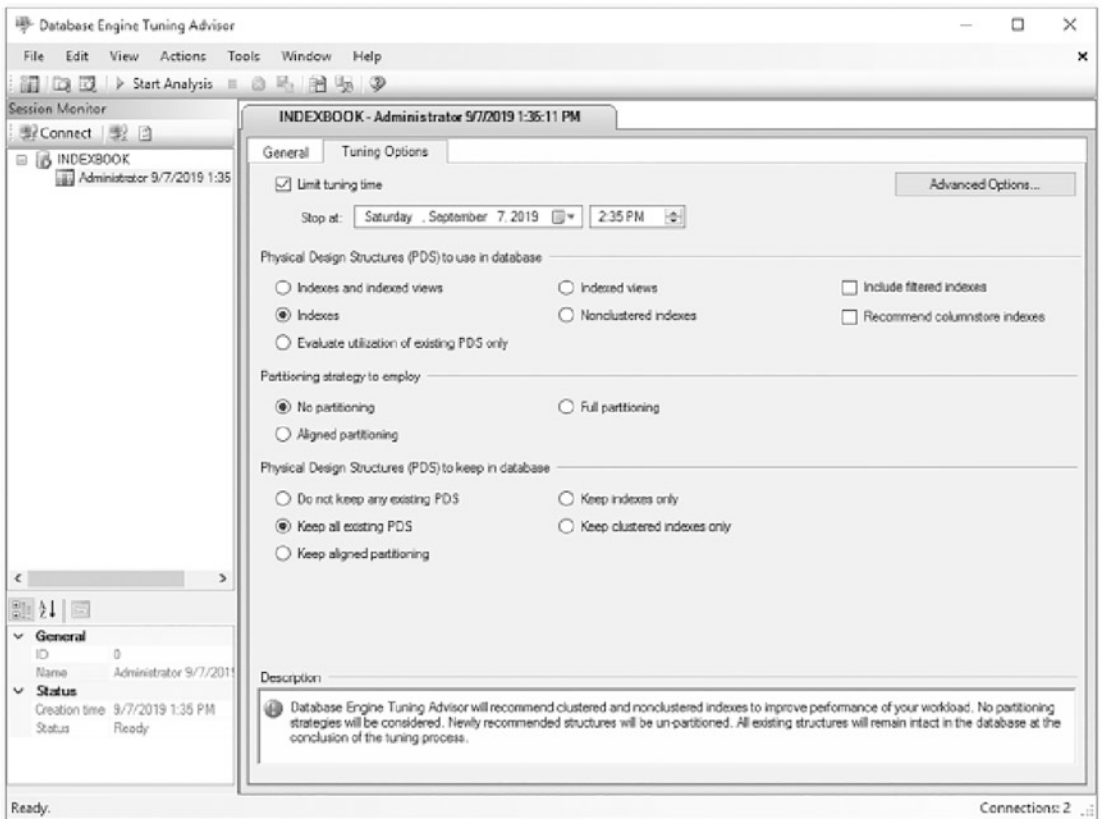 Database Engine Tuning Advisor
File Edit View Actions Tools Window Help
Start Analysis
Session Monitor
Connect
INDEXBOOK
Administrator 9/7/2019 1:35
INDEXBOOK - Administrator 9/7/2019 1:35:11 PM
General Tuning Options
Limit tuning time
Advanced Options...
Stop at: Saturday , September 7, 2019 2:35 PM
Physical Design Structures (PDS) to use in database
Indexes and indexed views Indexed views Include filtered indexes
Indexes Nonclustered indexes Recommend columnstore indexes
Evaluate utilization of existing PDS only
Partitioning strategy to employ
No partitioning Full partitioning
Aligned partitioning
Physical Design Structures (PDS) to keep in database
Do not keep any existing PDS Keep indexes only
Keep all existing PDS Keep clustered indexes only
Keep aligned partitioning
General
ID 0
Name Administrator 9/7/2019
Status
Creation time 9/7/2019 1:35 PM
Status Ready
Description
Database Engine Tuning Advisor will recommend clustered and nonclustered indexes to improve performance of your workload. No partitioning
strategies will be considered. Newly recommended structures will be un-partitioned. All existing structures will remain intact in the database at the
conclusion of the tuning process.
Ready.
Connections: 2